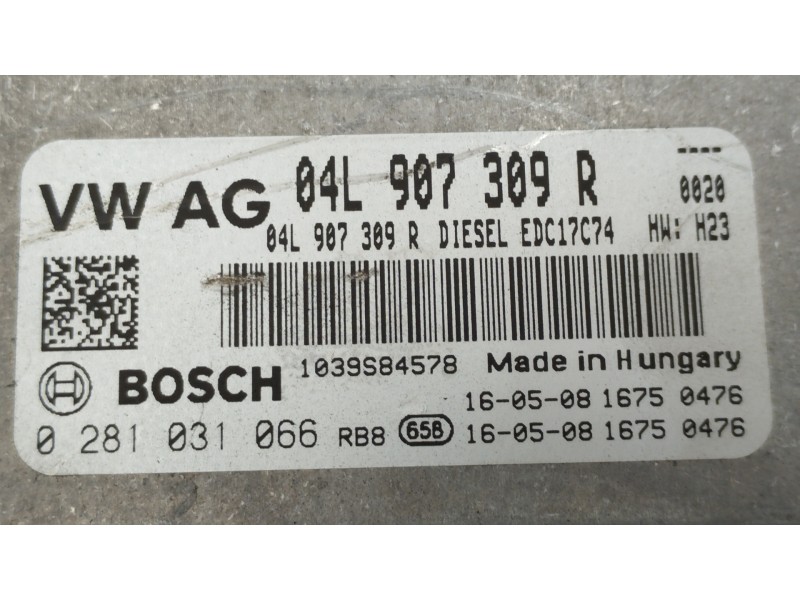 VW AG 04L 907 309 R ----
0020
04L 907 309 R DIESEL EDC17C74 HW: H23
1039S84578 Made in Hungary
BOSCH
16-05-08 1675 0476
0 281 031 066 RB8 65B 16-05-08 1675 0476